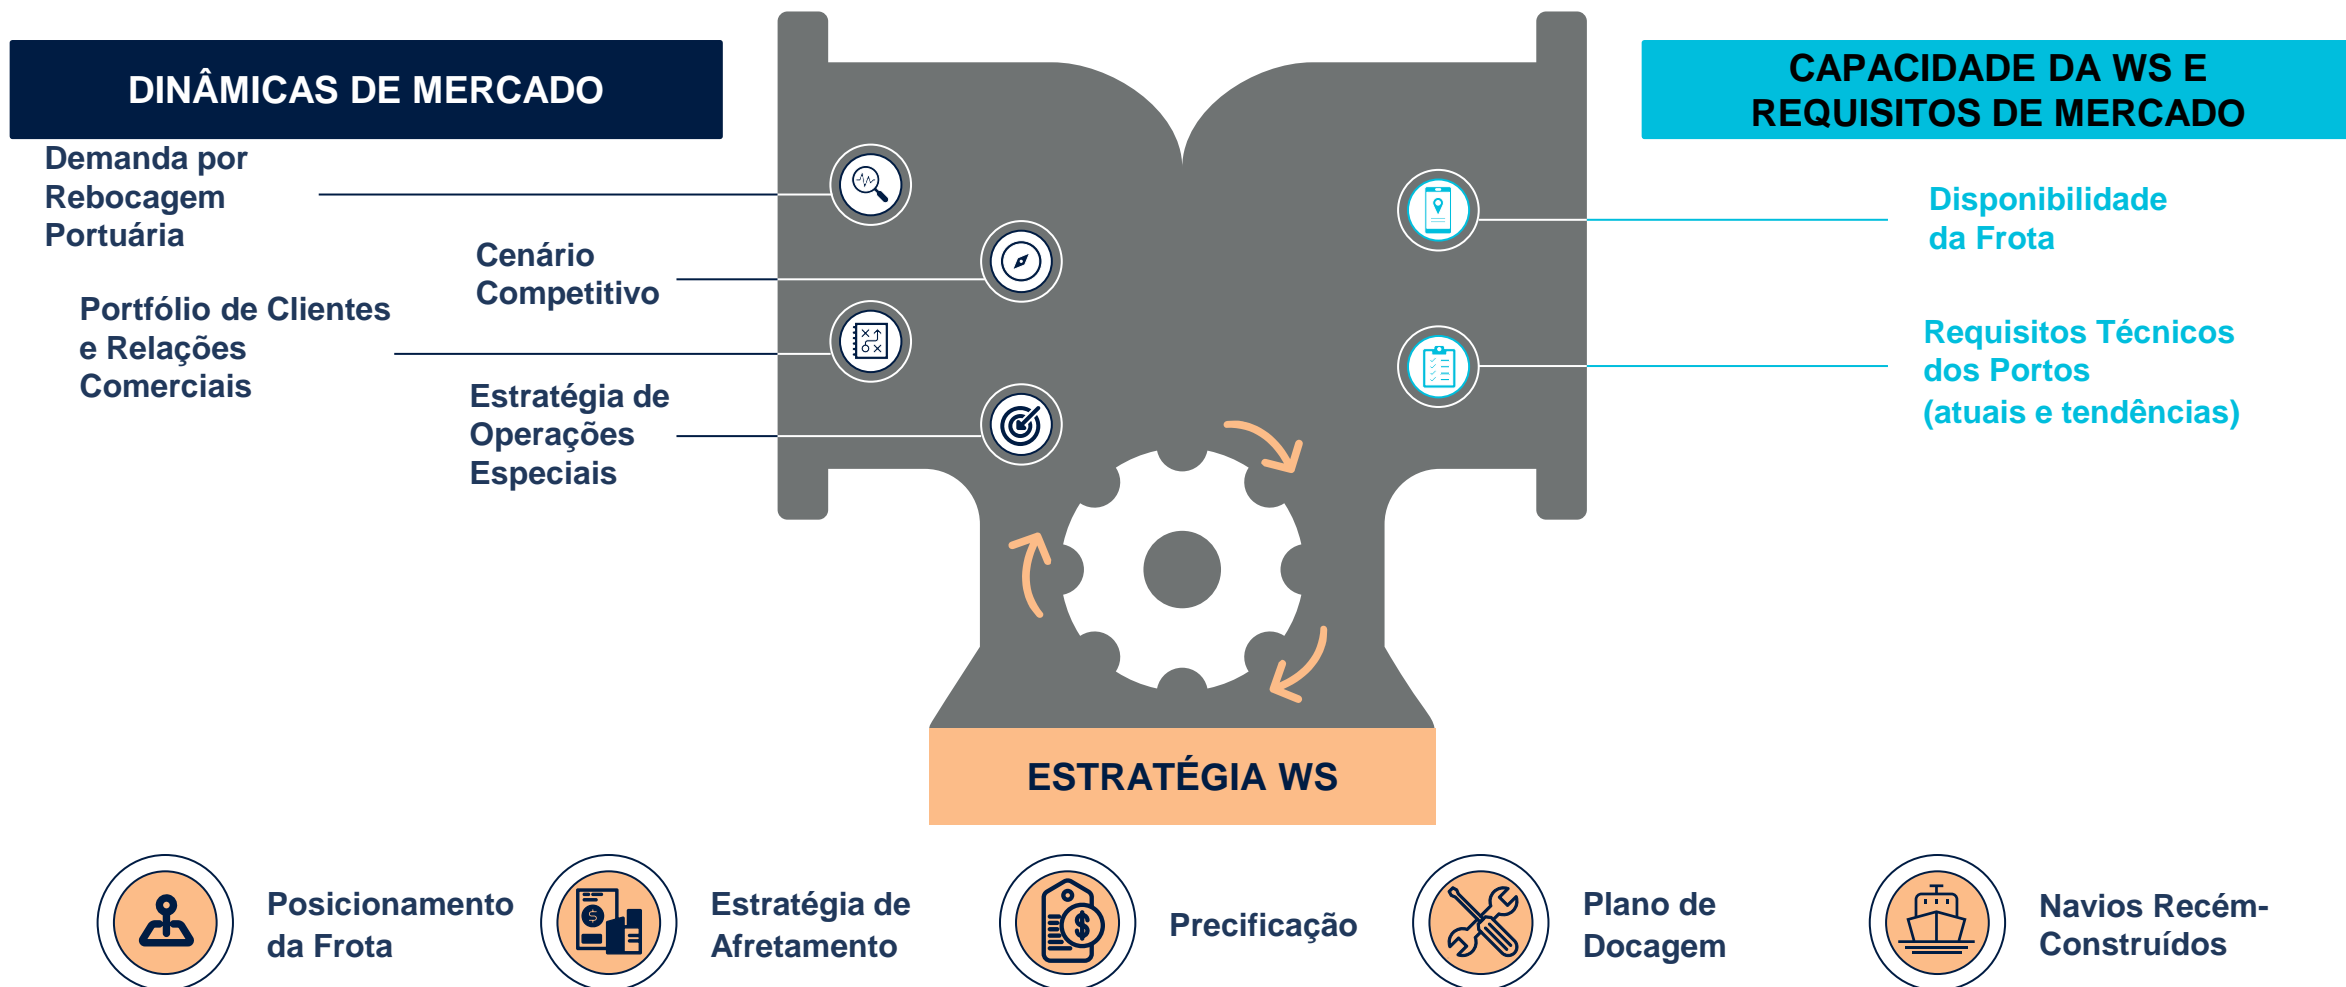 DINÂMICAS DE MERCADO
CAPACIDADE DA WS E
REQUISITOS DE MERCADO
Demanda por
Rebocagem
Portuária
Cenário
Competitivo
Portfólio de Clientes
e Relações
Comerciais
Estratégia de
Operações
Especiais
Disponibilidade
da Frota
Requisitos Técnicos
dos Portos
(atuais e tendências)
ESTRATÉGIA WS
Posicionamento
da Frota
Estratégia de
Afretamento
Precificação
Plano de
Docagem
Navios Recém-
Construídos